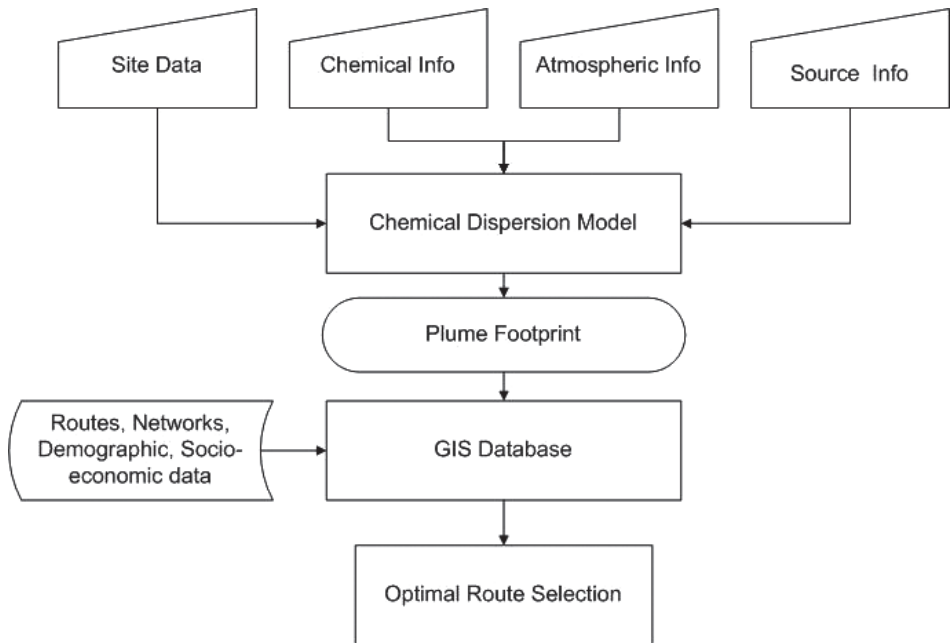 Site Data
Chemical Info
Atmospheric Info
Source Info
Chemical Dispersion Model
Plume Footprint
Routes, Networks,
Demographic, Socio-
economic data
GIS Database
Optimal Route Selection